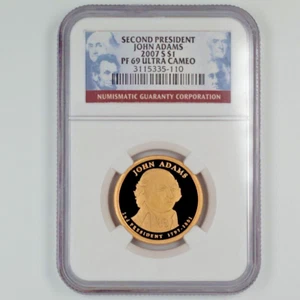 SECOND PRESIDENT
JOHN ADAMS
2007 S $1
PF 69 ULTRA CAMEO
3115335-110
NUMISMATIC GUARANTY CORPORATION
JOHN ADAMS
2nd PRESIDENT 1797-1801